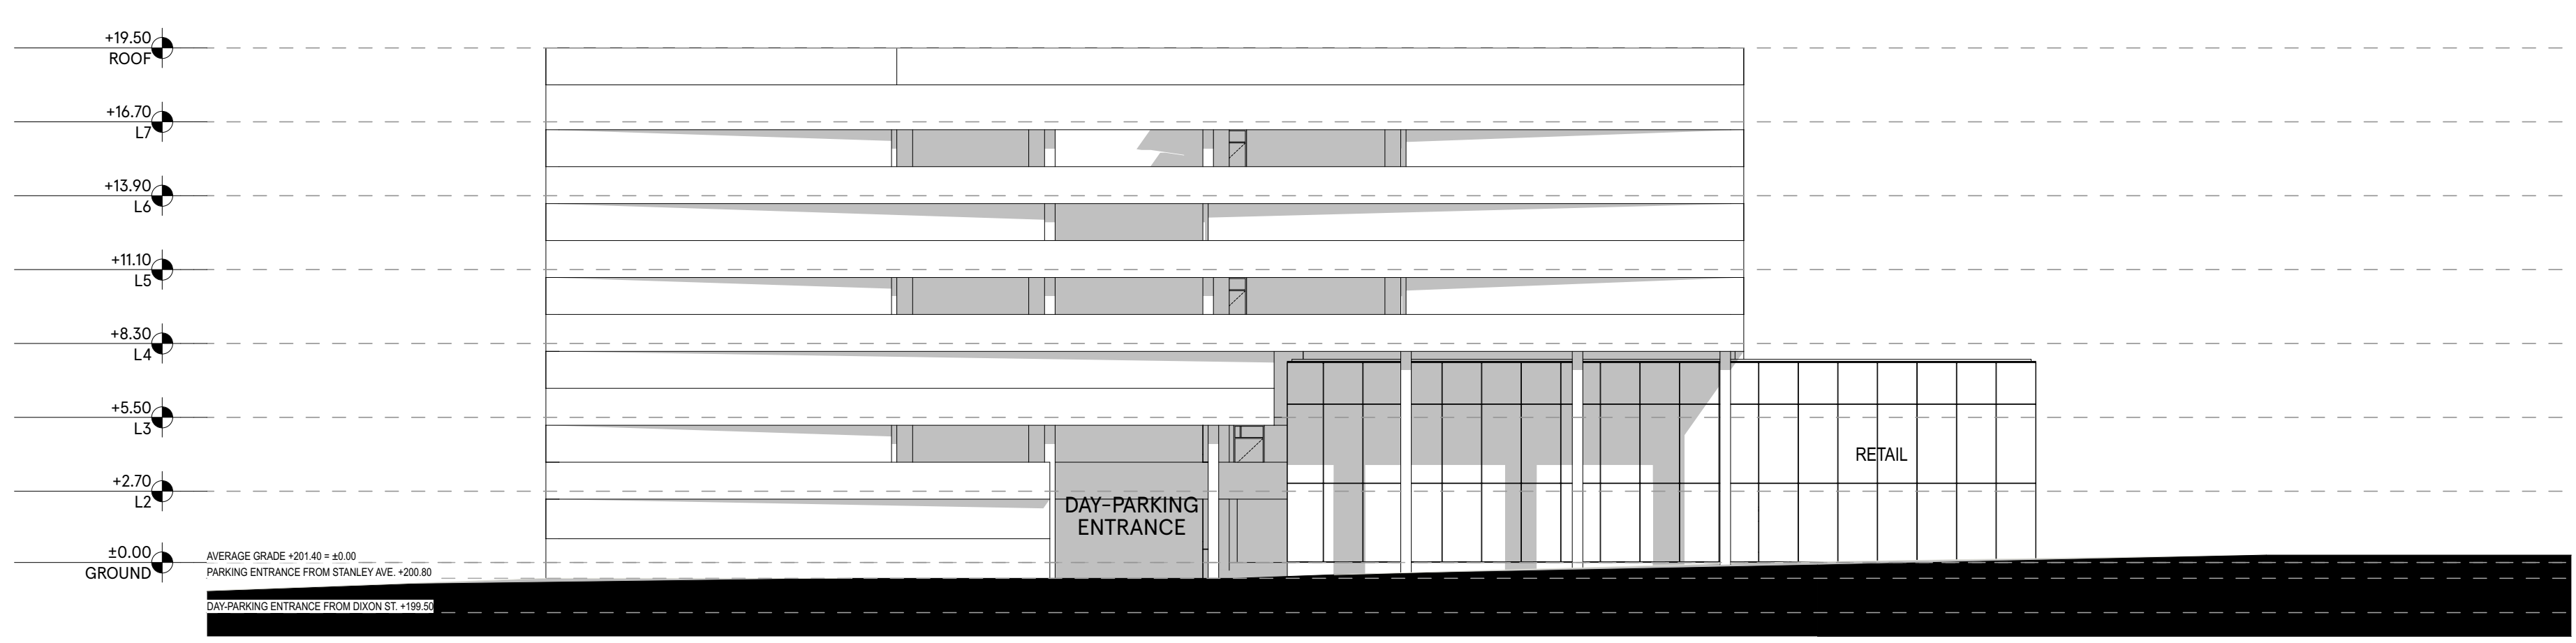 +19.50
ROOF
+16.70
L7
+13.90
L6
+11.10
L5
+8.30
L4
+5.50
L3
RETAIL
+2.70
L2
DAY-PARKING
ENTRANCE
±0.00
GROUND
AVERAGE GRADE +201.40 = ±0.00
PARKING ENTRANCE FROM STANLEY AVE. +200.80
DAY-PARKING ENTRANCE FROM DIXON ST. +199.50